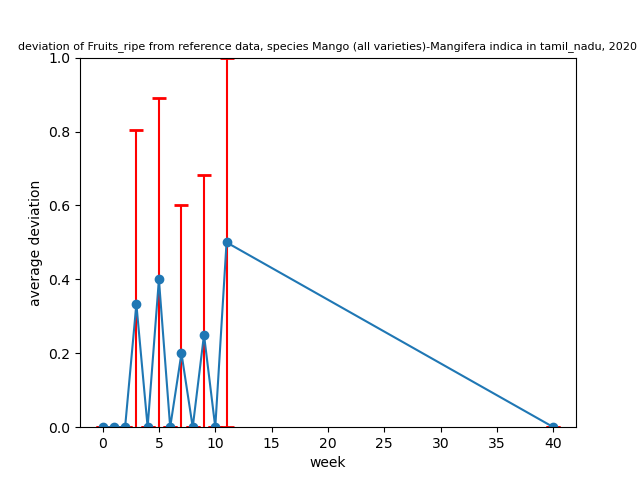 deviation of Fruits_ripe from reference data, species Mango (all varieties)-Mangifera indica in tamil_nadu, 2020
1.0
0.8
0.6
0.4
0.2
0.0
average deviation
0 5 10 15 20 25 30 35 40
week